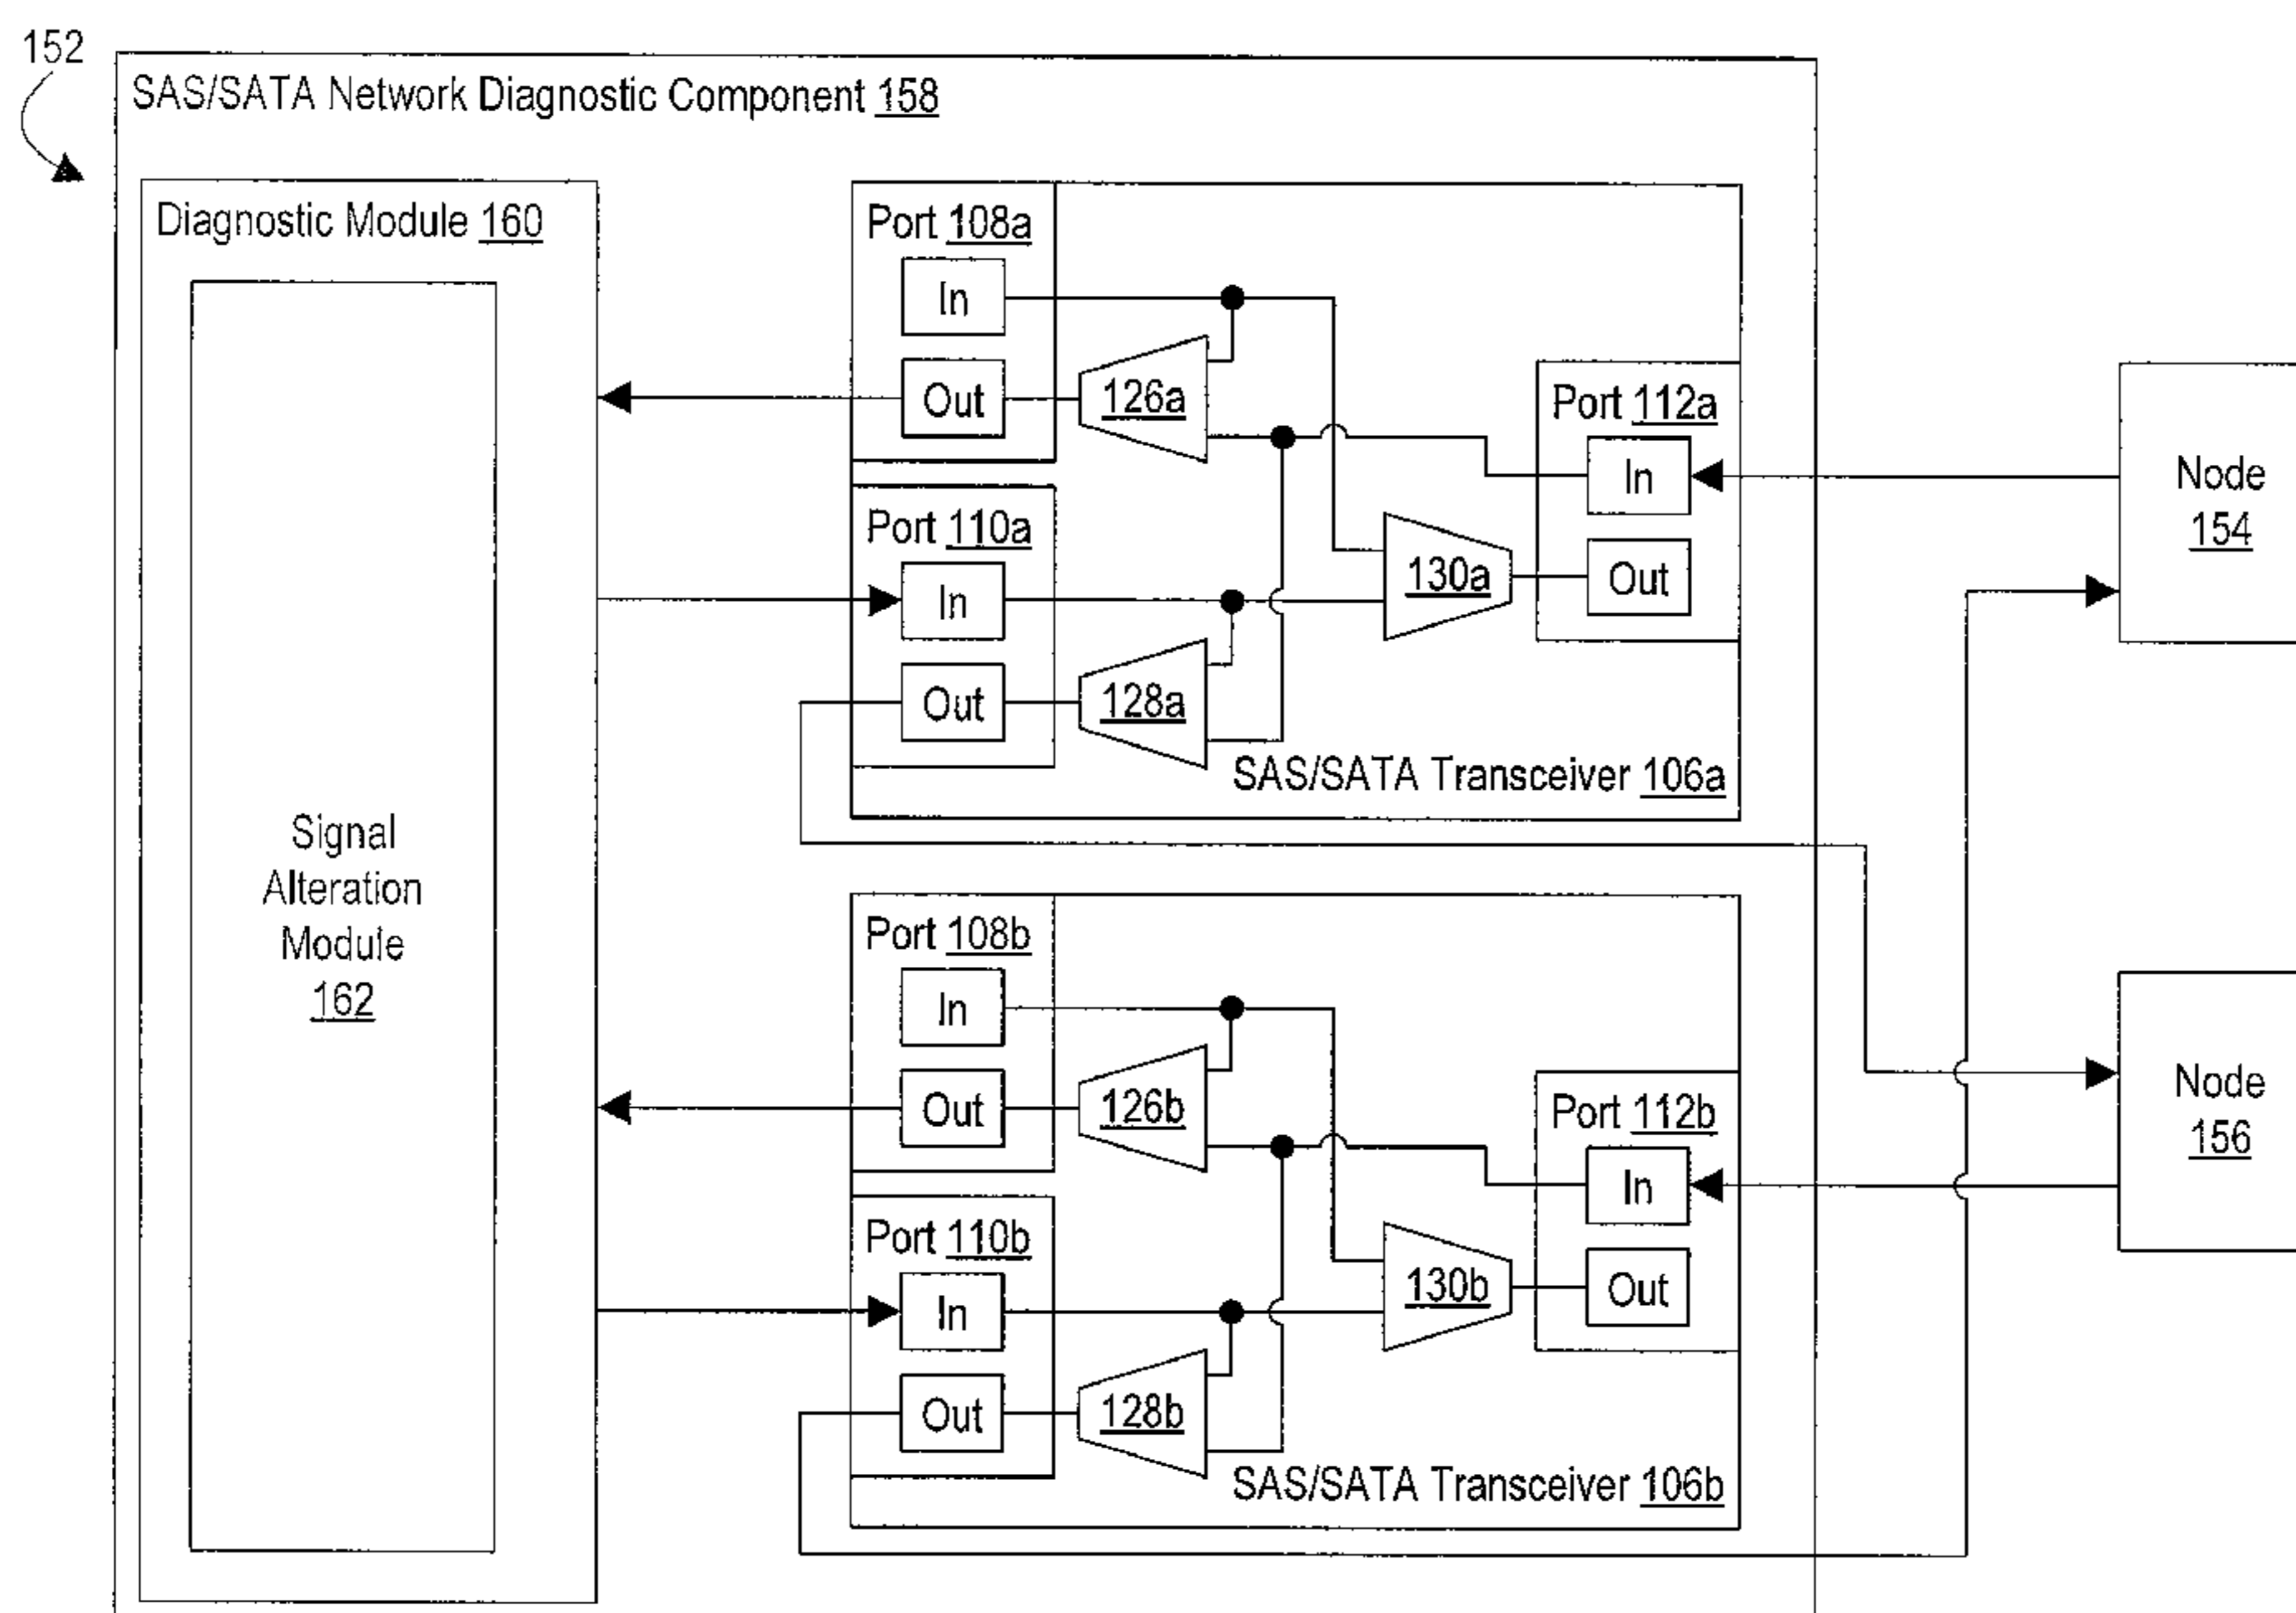 152
SAS/SATA Network Diagnostic Component 158
Diagnostic Module 160
Signal
Alteration
Module
162
Port 108a
In
Out
126a
Port 110a
In
Out
128a
130a
Port 112a
In
Out
SAS/SATA Transceiver 106a
Node
154
Port 108b
In
Out
126b
Port 110b
In
Out
128b
130b
Port 112b
In
Out
SAS/SATA Transceiver 106b
Node
156